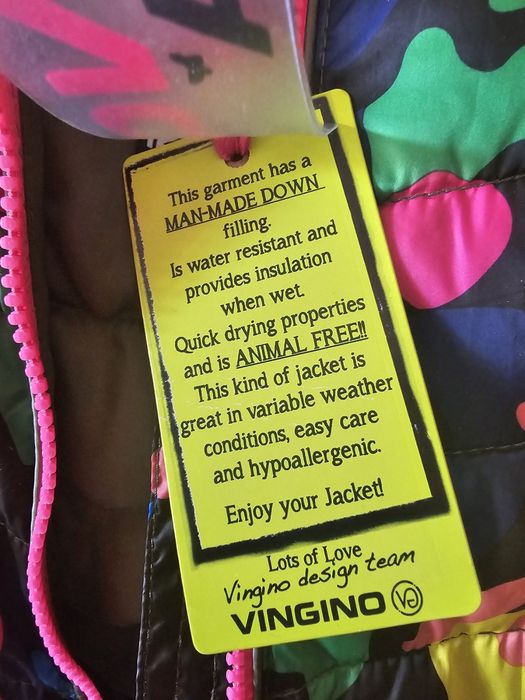 This garment has a
MAN-MADE DOWN
filling.
Is water resistant and
provides insulation
when wet.
Quick drying properties
and is ANIMAL FREE!!
This kind of jacket is
great in variable weather
conditions, easy care
and hypoallergenic.
Enjoy your Jacket!
Lots of Love
Vingino design team
VINGINO